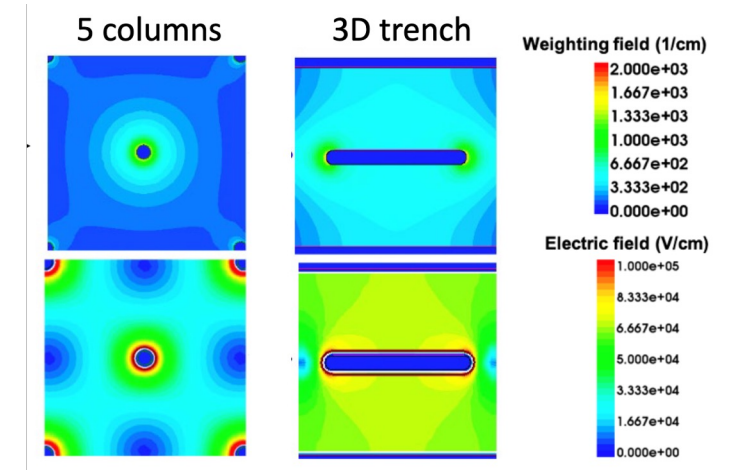 5 columns
3D trench
Weighting field (1/cm)
2.000e+03
1.667e+03
1.333e+03
1.000e+03
6.667e+02
3.333e+02
0.000e+00
Electric field (V/cm)
1.000e+05
8.333e+04
6.667e+04
5.000e+04
3.333e+04
1.667e+04
0.000e+00